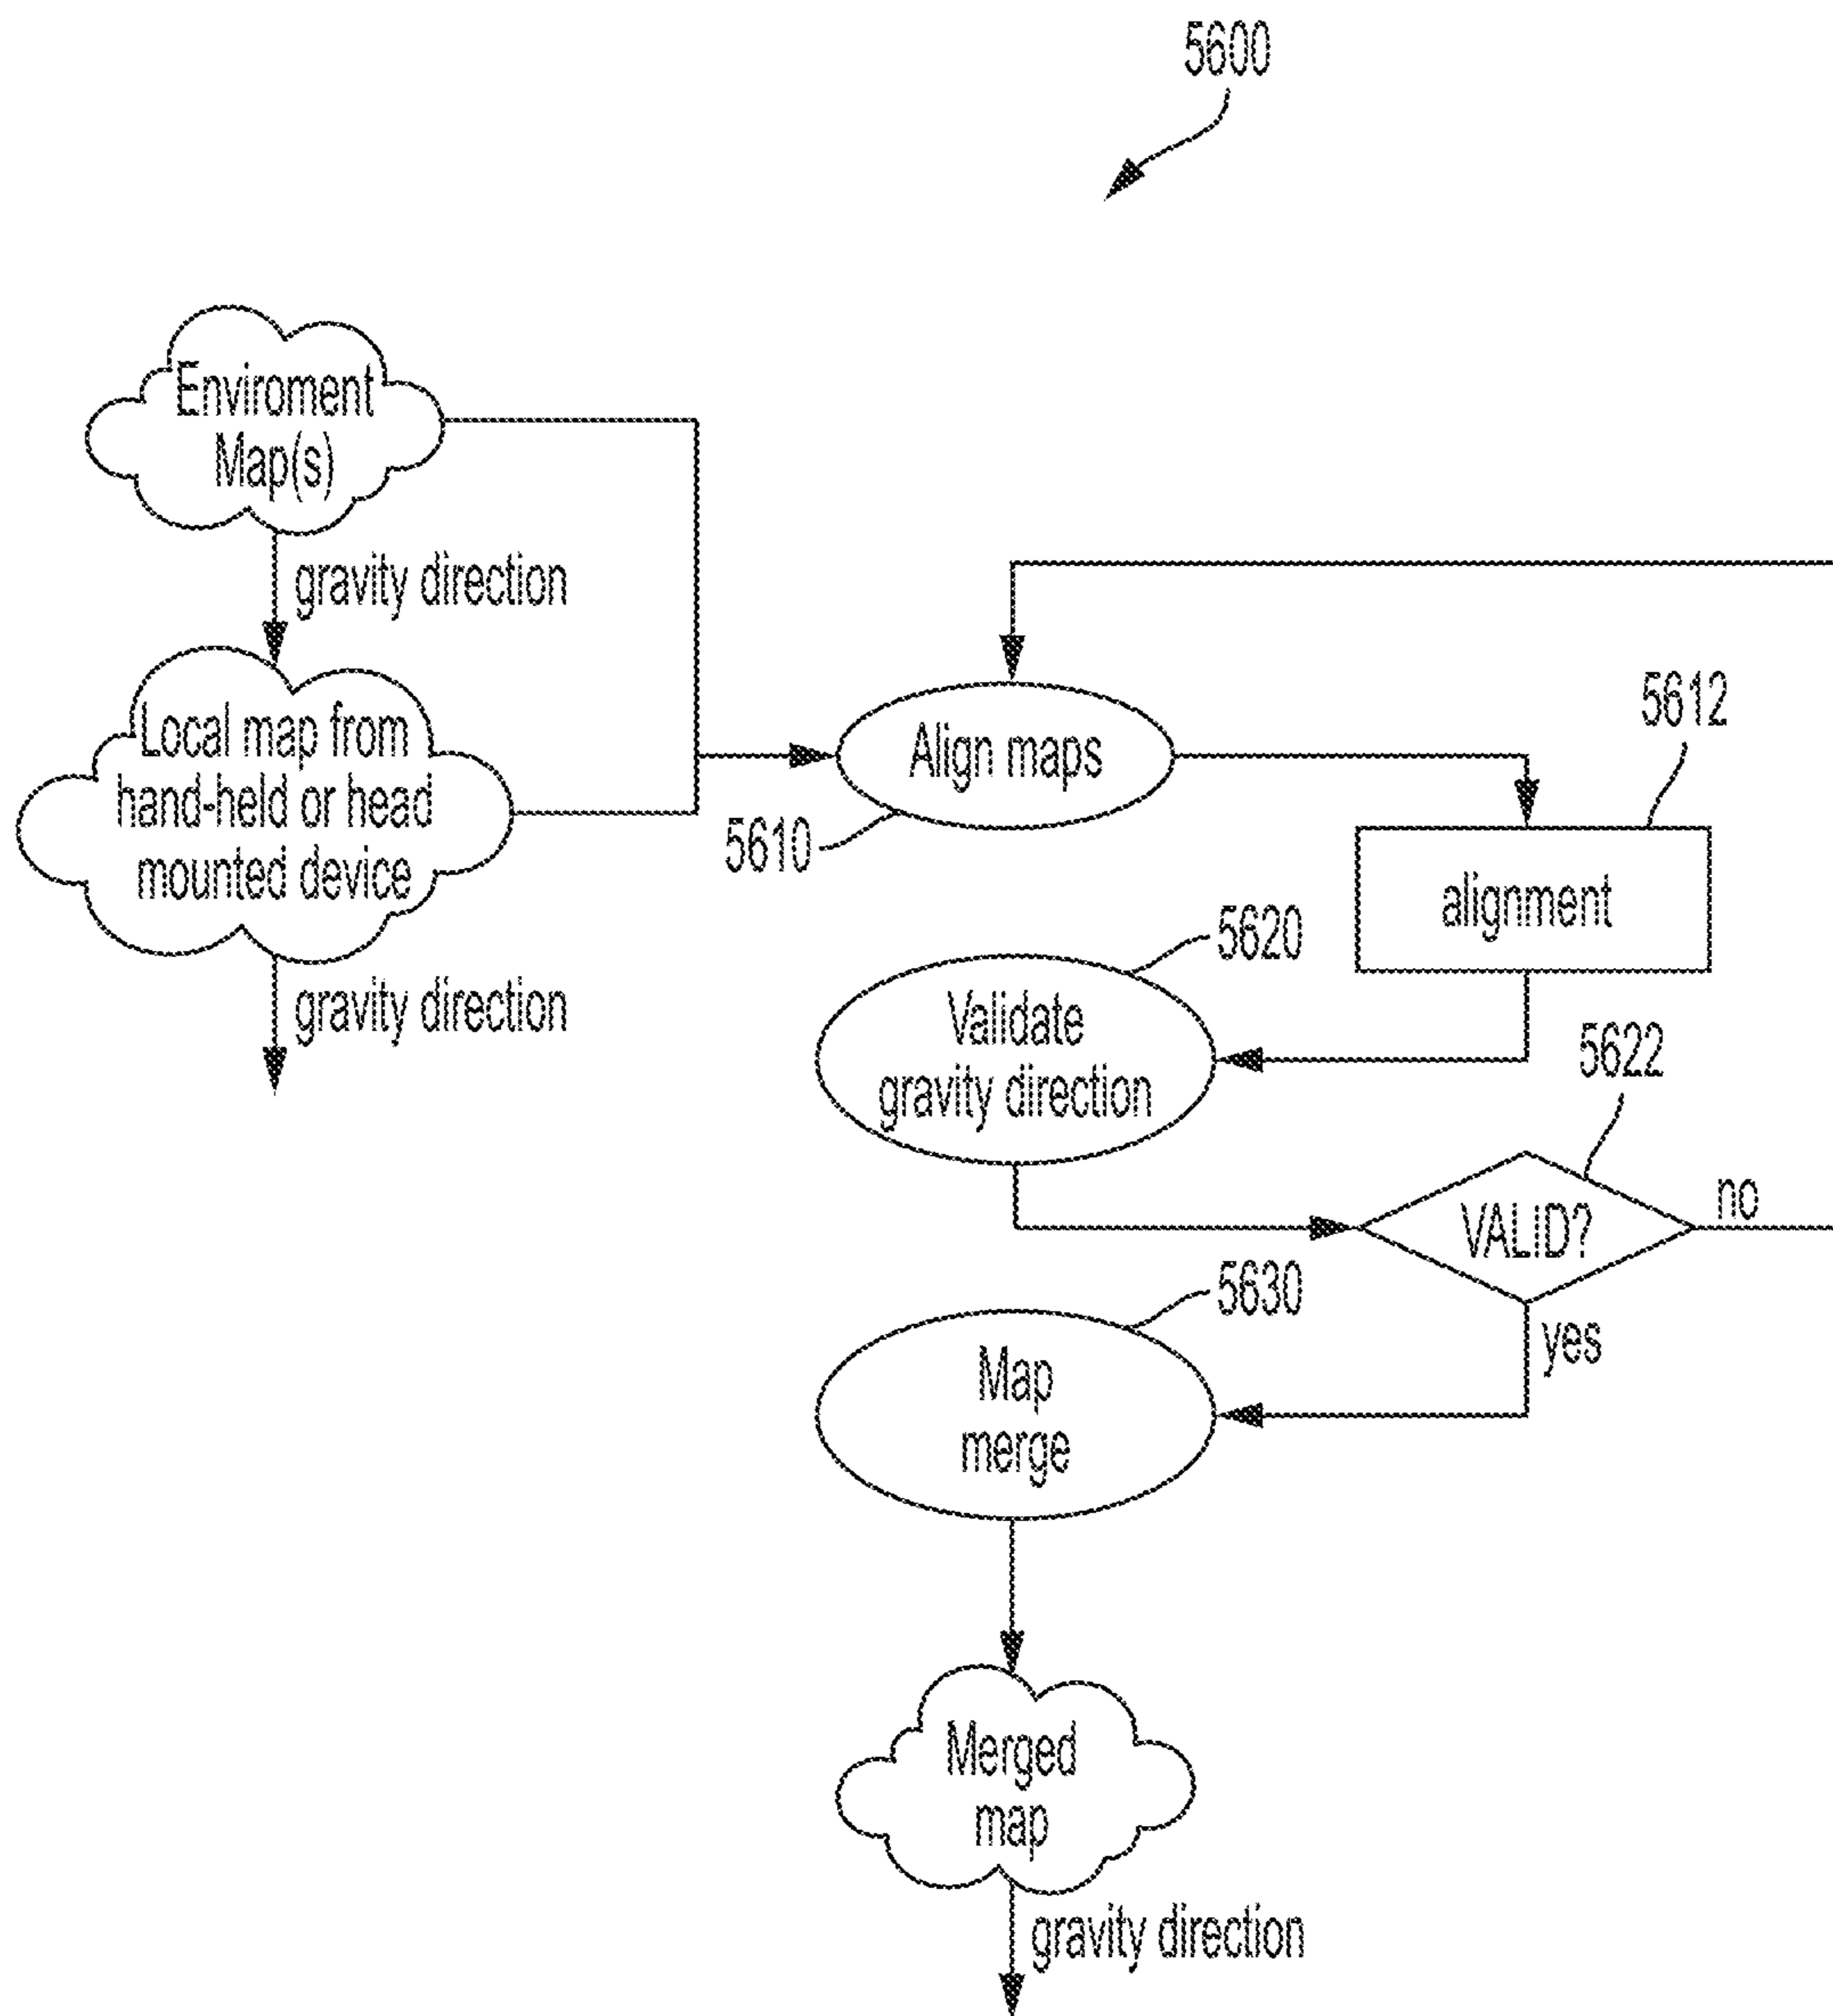 5600
Enviroment
Map(s)
gravity direction
Local map from
hand-held or head
mounted device
gravity direction
Align maps
5610
5612
alignment
5620
Validate
gravity direction
5622
VALID?
no
yes
5630
Map
merge
Merged
map
gravity direction